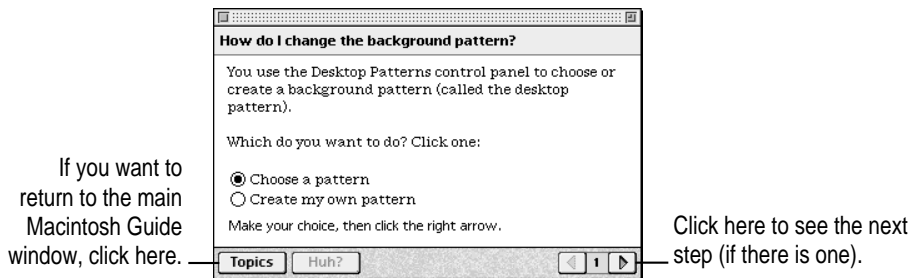 How do I change the background pattern?
You use the Desktop Patterns control panel to choose or
create a background pattern (called the desktop
pattern).
Which do you want to do? Click one:
Choose a pattern
Create my own pattern
Make your choice, then click the right arrow.
Topics Huh? 1
If you want to
return to the main
Macintosh Guide
window, click here.
Click here to see the next
step (if there is one).